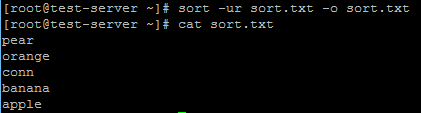 [root@test-server ~]# sort -ur sort.txt -o sort.txt
[root@test-server ~]# cat sort.txt
pear
orange
conn
banana
apple